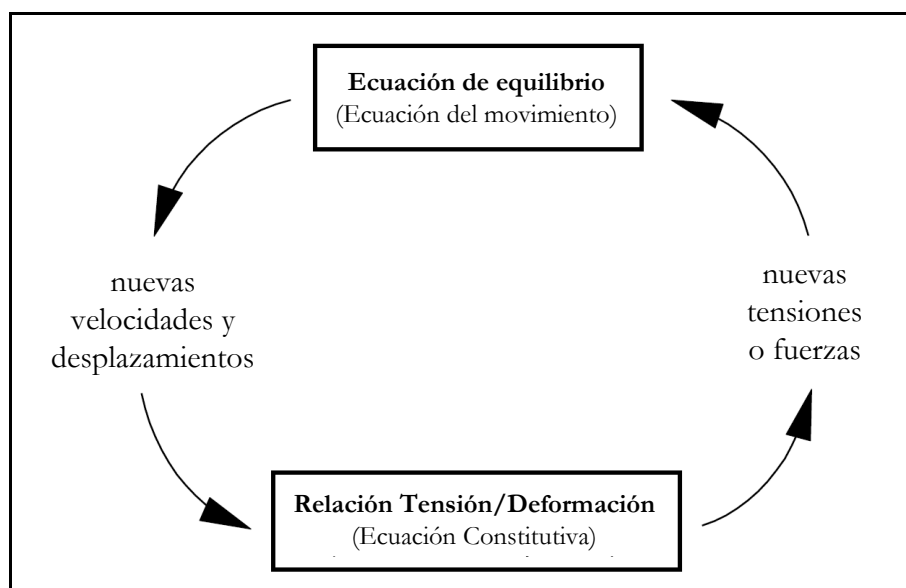 Ecuación de equilibrio
(Ecuación del movimiento)
nuevas
velocidades y
desplazamientos
nuevas
tensiones
o fuerzas
Relación Tensión/Deformación
(Ecuación Constitutiva)